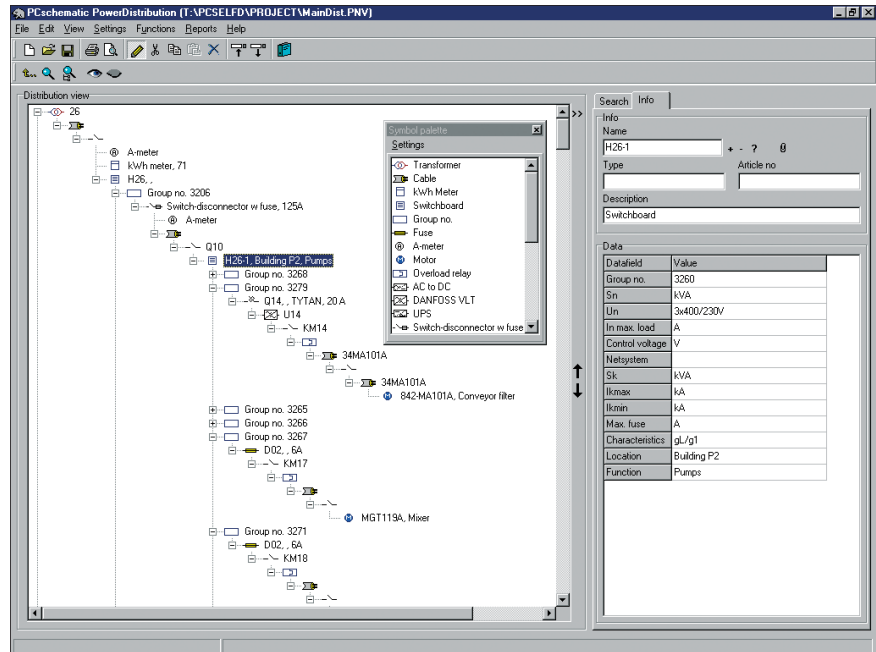 PCschematic PowerDistribution (T:\PCSELFD\PROJECT\MainDist.PNV)
File Edit View Settings Functions Reports Help
Distribution view
26
A-meter
kWh meter, 71
H26, ,
Group no. 3206
Switch-disconnector w fuse, 125A
A-meter
Q10
H26-1, Building P2, Pumps
Group no. 3268
Group no. 3279
Q14, , TYTAN, 20 A
U14
KM14
34MA101A
34MA101A
842-MA101A, Conveyor filter
Group no. 3265
Group no. 3266
Group no. 3267
D02, , 6A
KM17
MGT119A, Mixer
Group no. 3271
D02, , 6A
KM18
Symbol palette
Settings
Transformer
Cable
kWh Meter
Switchboard
Group no.
Fuse
A-meter
Motor
Overload relay
AC to DC
DANFOSS VLT
UPS
Switch-disconnector w fuse
>>
Search Info
Info
Name
H26-1
+ - ?
Type Article no
Description
Switchboard
Data
Datafield Value
Group no. 3260
Sn kVA
Un 3x400/230V
In max. load A
Control voltage V
Netsystem
Sk kVA
Ikmax kA
Ikmin kA
Max. fuse A
Characteristics gL/g1
Location Building P2
Function Pumps